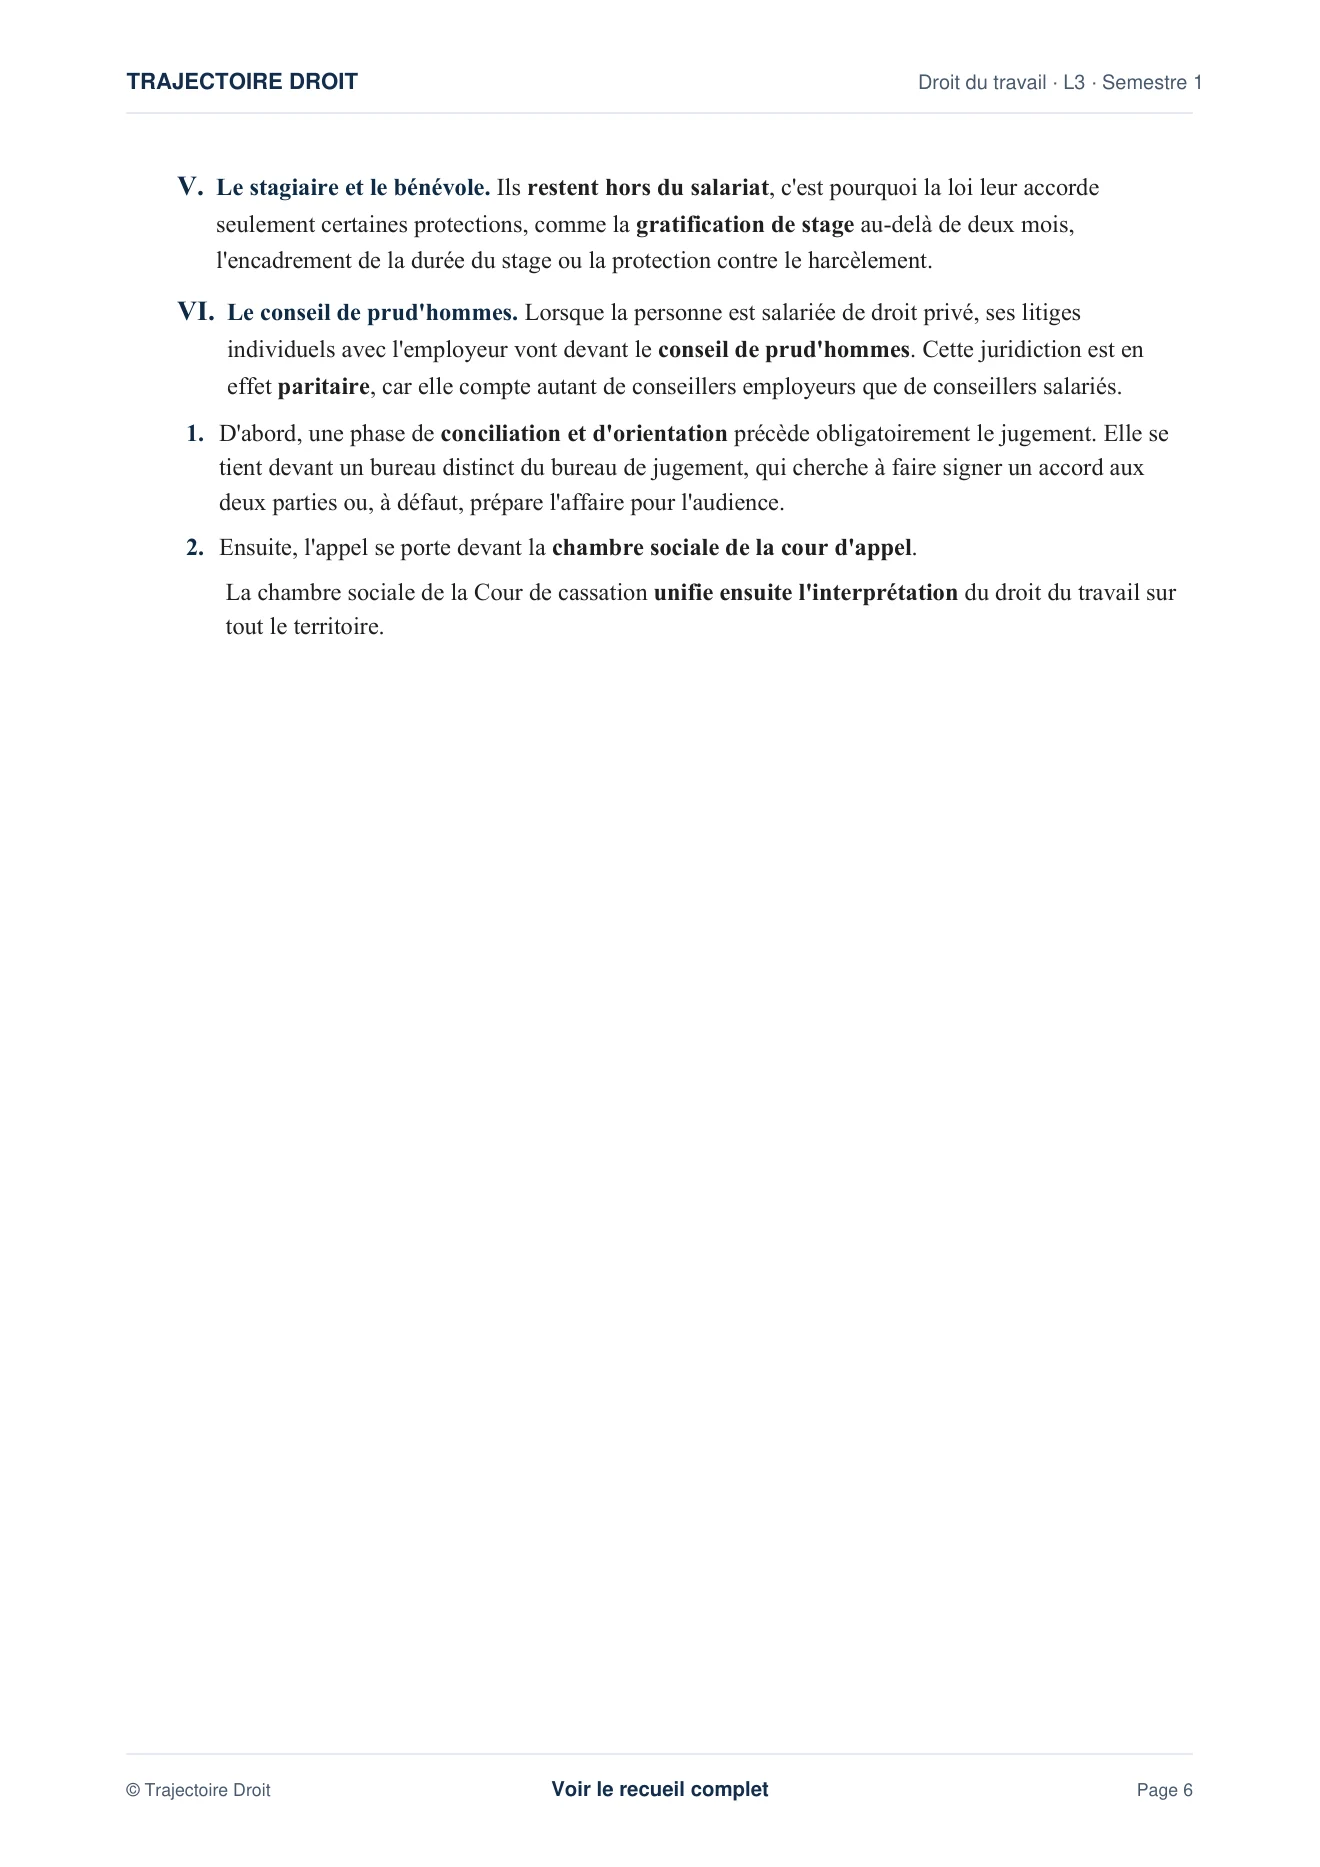 TRAJECTOIRE DROIT
Droit du travail · L3 · Semestre 1
V. Le stagiaire et le bénévole. Ils restent hors du salariat, c'est pourquoi la loi leur accorde
seulement certaines protections, comme la gratification de stage au-delà de deux mois,
l'encadrement de la durée du stage ou la protection contre le harcèlement.
VI. Le conseil de prud'hommes. Lorsque la personne est salariée de droit privé, ses litiges
individuels avec l'employeur vont devant le conseil de prud'hommes. Cette juridiction est en
effet paritaire, car elle compte autant de conseillers employeurs que de conseillers salariés.
1. D'abord, une phase de conciliation et d'orientation précède obligatoirement le jugement. Elle se
tient devant un bureau distinct du bureau de jugement, qui cherche à faire signer un accord aux
deux parties ou, à défaut, prépare l'affaire pour l'audience.
2. Ensuite, l'appel se porte devant la chambre sociale de la cour d'appel.
La chambre sociale de la Cour de cassation unifie ensuite l'interprétation du droit du travail sur
tout le territoire.
© Trajectoire Droit
Voir le recueil complet
Page 6